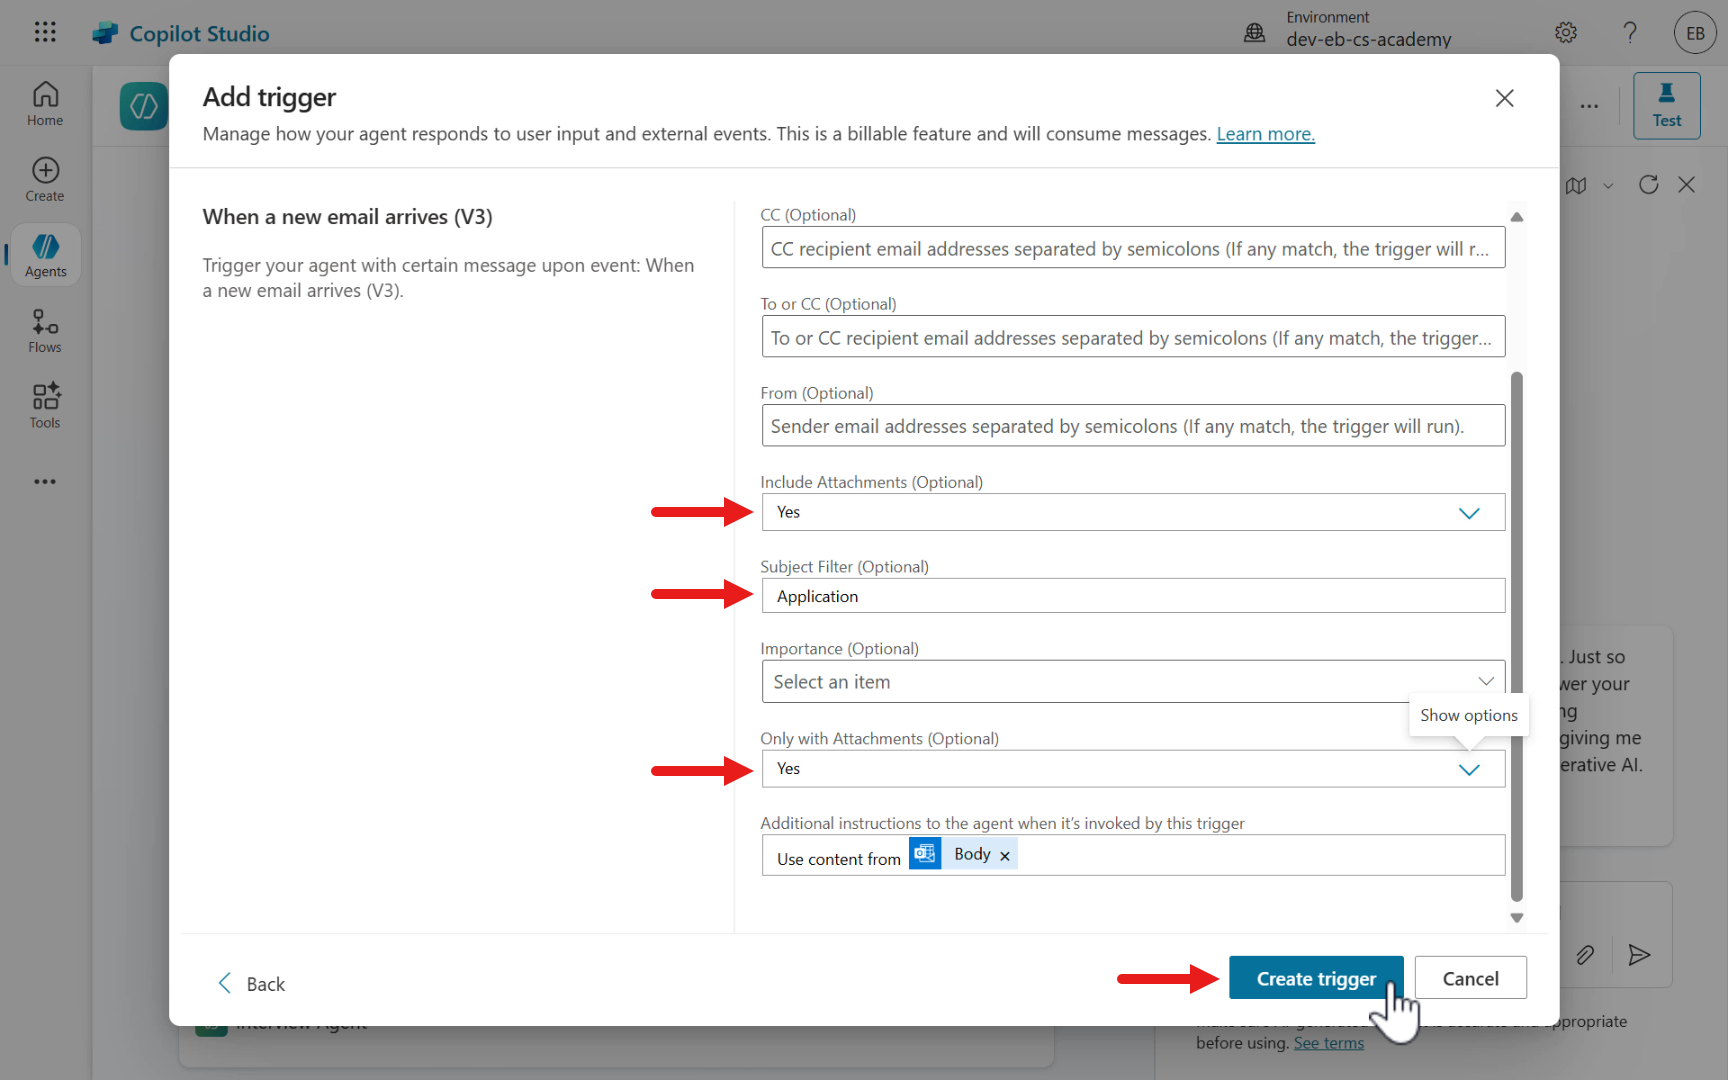 Copilot Studio
Environment
dev-eb-cs-academy
?
EB
Home
Create
Agents
Flows
Tools
Test
Add trigger
Manage how your agent responds to user input and external events. This is a billable feature and will consume messages. Learn more.
When a new email arrives (V3)
Trigger your agent with certain message upon event: When
a new email arrives (V3).
CC (Optional)
CC recipient email addresses separated by semicolons (If any match, the trigger will r...
To or CC (Optional)
To or CC recipient email addresses separated by semicolons (If any match, the trigger...
From (Optional)
Sender email addresses separated by semicolons (If any match, the trigger will run).
Include Attachments (Optional)
Yes
Subject Filter (Optional)
Application
Importance (Optional)
Select an item
Show options
Only with Attachments (Optional)
Yes
Additional instructions to the agent when it's invoked by this trigger
Use content from Body
Back
Create trigger
Cancel
. Just so
your
giving me
AI.
Interview Agent
appropriate
before using. See terms